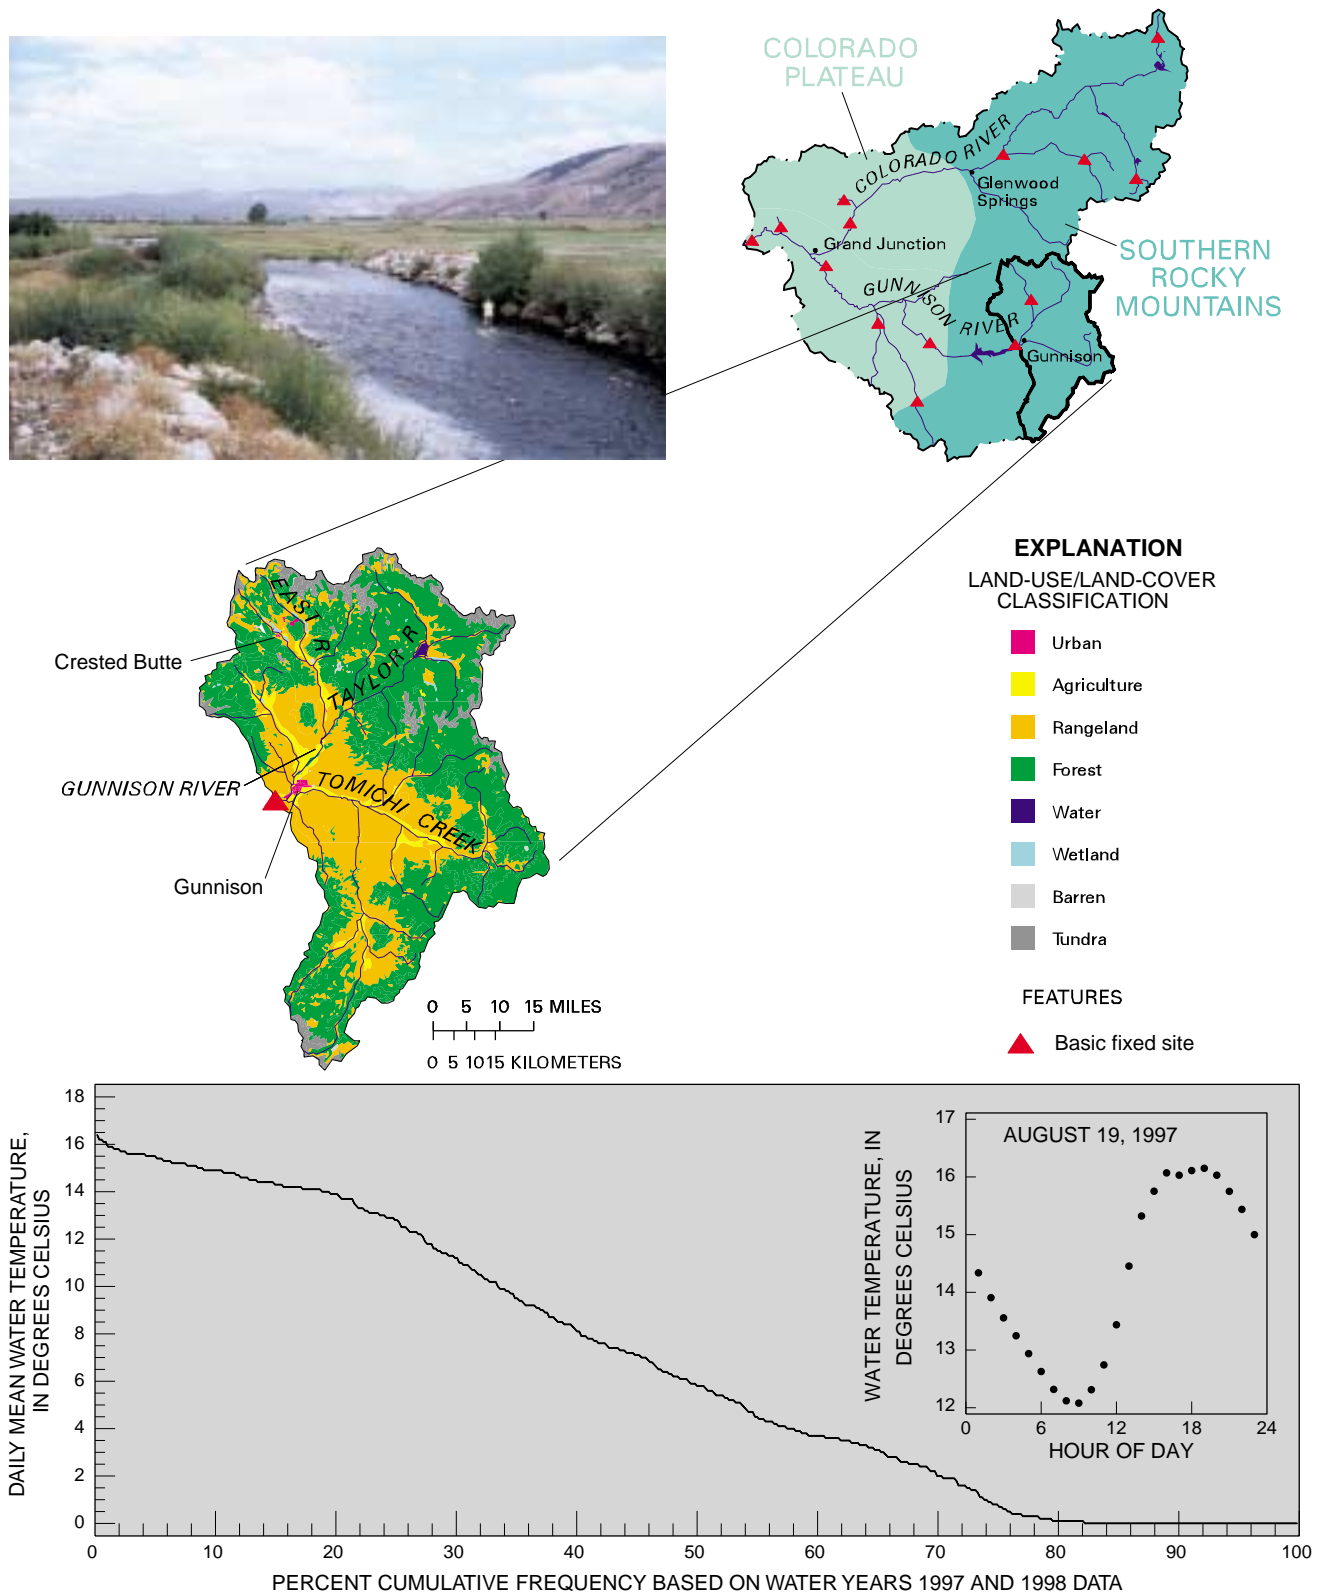 COLORADO
PLATEAU
COLORADO RIVER
Glenwood
Springs
Grand Junction
SOUTHERN
ROCKY
MOUNTAINS
GUNNISON RIVER
Gunnison
EXPLANATION
LAND-USE/LAND-COVER
CLASSIFICATION
Urban
Agriculture
Rangeland
Forest
Water
Wetland
Barren
Tundra
FEATURES
Basic fixed site
EAST R
TAYLOR R
Crested Butte
GUNNISON RIVER
TOMICHI CREEK
Gunnison
0 5 10 15 MILES
0 5 10 15 KILOMETERS
DAILY MEAN WATER TEMPERATURE,
IN DEGREES CELSIUS
18
16
14
12
10
8
6
4
2
0
0 10 20 30 40 50 60 70 80 90 100
PERCENT CUMULATIVE FREQUENCY BASED ON WATER YEARS 1997 AND 1998 DATA
WATER TEMPERATURE, IN
DEGREES CELSIUS
AUGUST 19, 1997
17
16
15
14
13
12
0 6 12 18 24
HOUR OF DAY